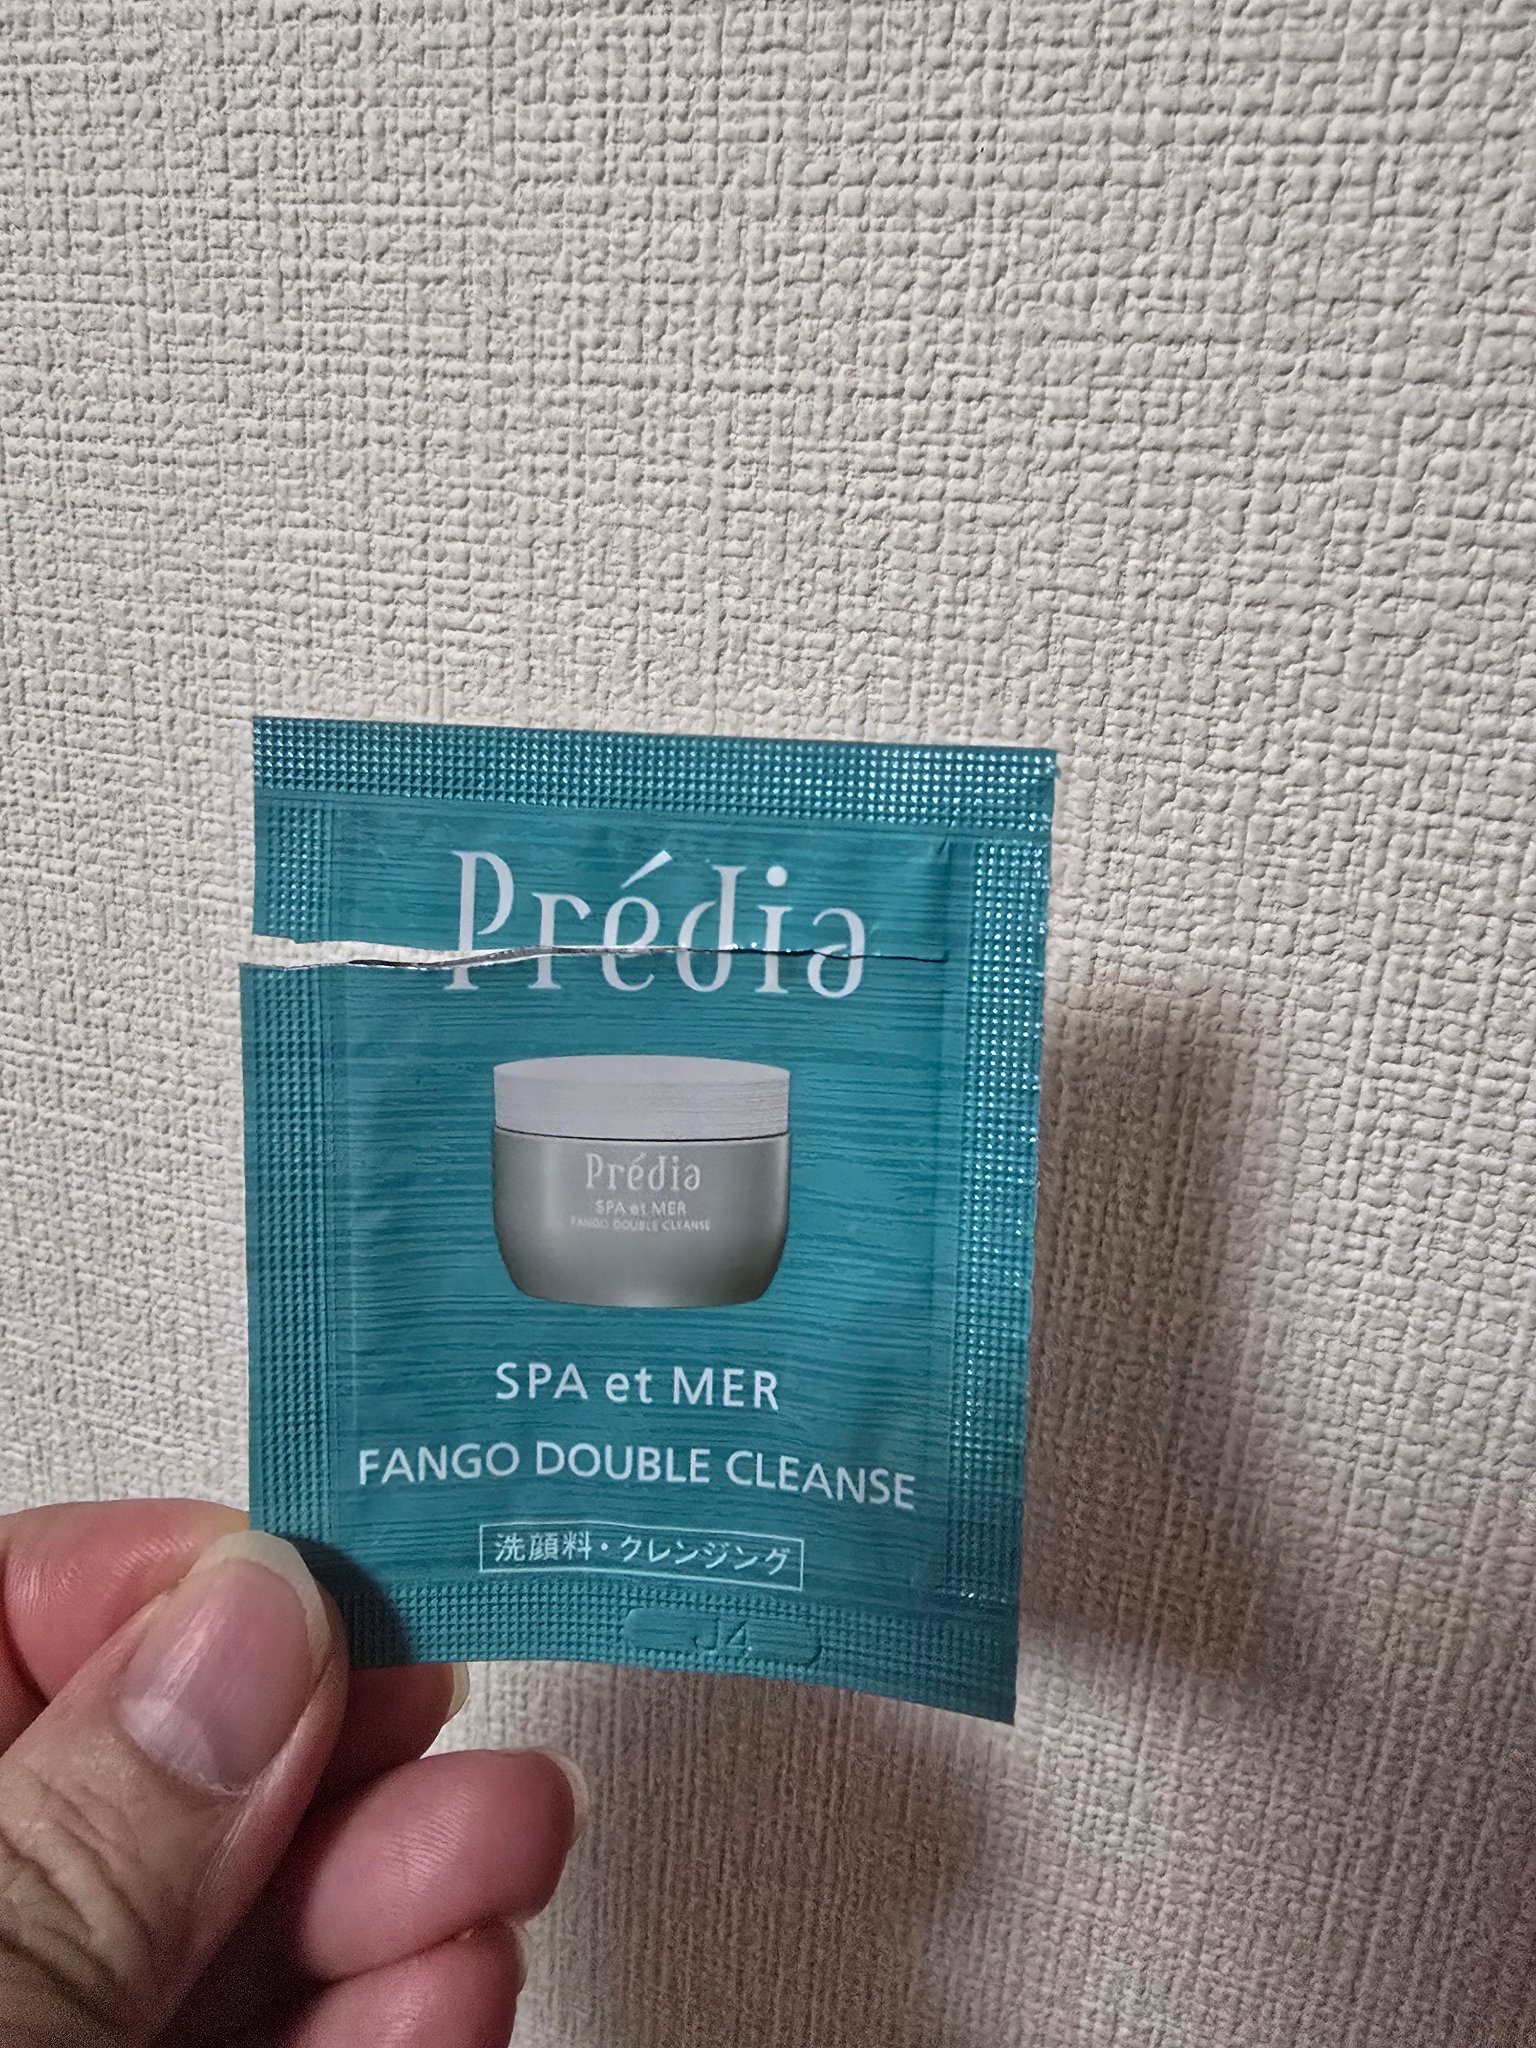 Prédia
Prédia
SPA et MER
FANGO DOUBLE CLEANSE
SPA et MER
FANGO DOUBLE CLEANSE
洗顔料・クレンジング
J4